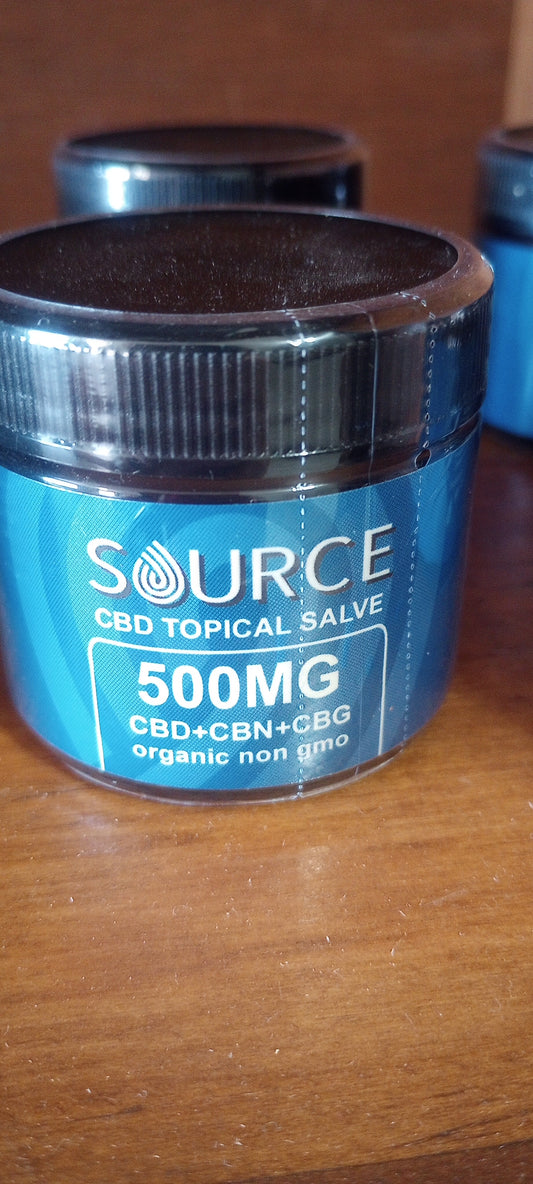 SOURCE
CBD TOPICAL SALVE
500MG
CBD+CBN+CBG
organic non gmo